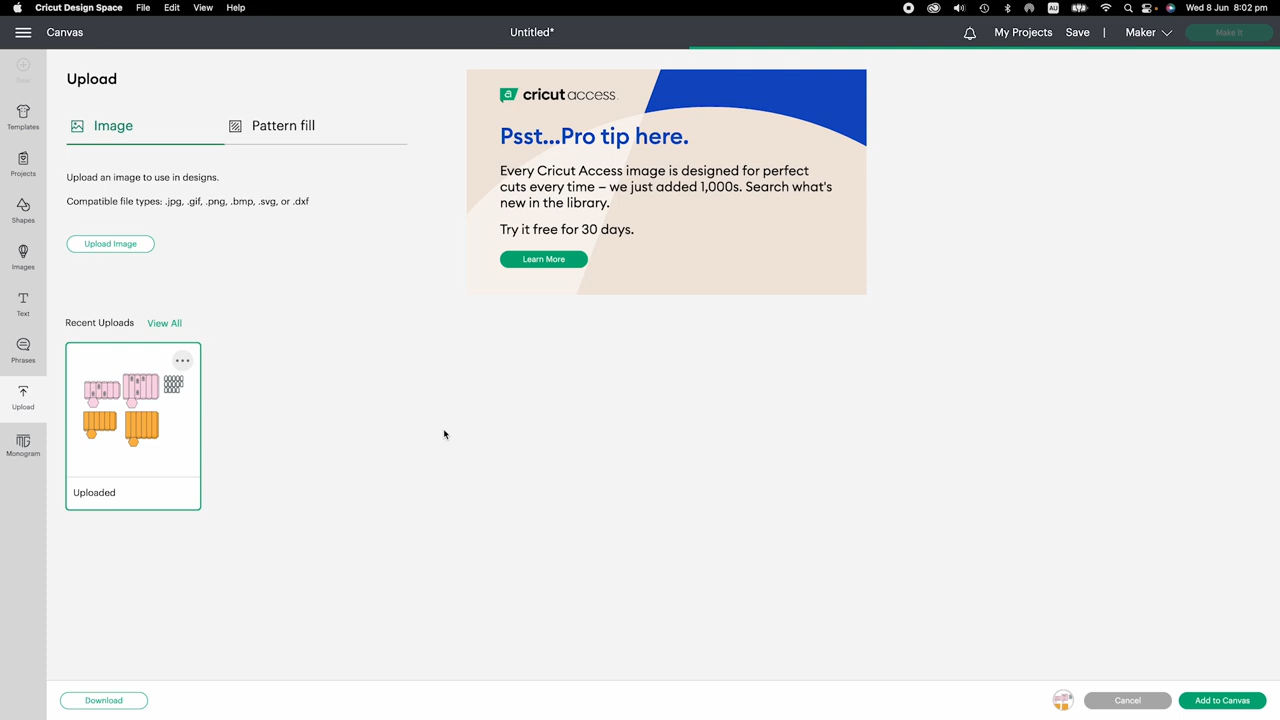 Cricut Design Space File Edit View Help
AU
Wed 8 Jun 8:02 pm
Canvas
Untitled*
My Projects Save | Maker Make It
New
Templates
Projects
Shapes
Images
Text
Phrases
Upload
Monogram
Upload
Image
Pattern fill
Upload an image to use in designs.
Compatible file types: .jpg, .gif, .png, .bmp, .svg, or .dxf
Upload Image
a cricut access.
Psst...Pro tip here.
Every Cricut Access image is designed for perfect
cuts every time – we just added 1,000s. Search what's
new in the library.
Try it free for 30 days.
Learn More
Recent Uploads View All
Uploaded
Download
Cancel
Add to Canvas